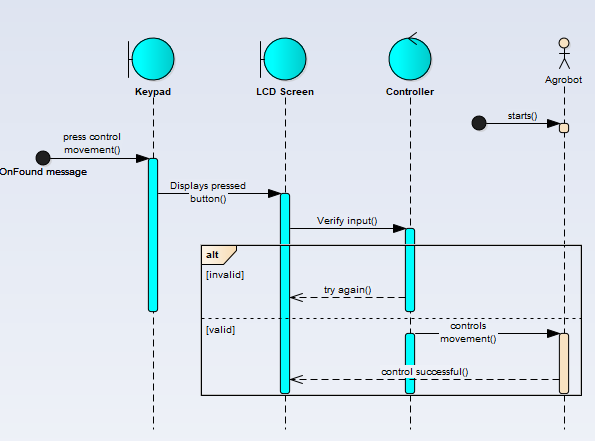 Keypad
LCD Screen
Controller
Agrobot
starts()
press control
movement()
OnFound message
Displays pressed
button()
Verify input()
alt
[invalid]
try again()
[valid]
controls
movement()
control successful()